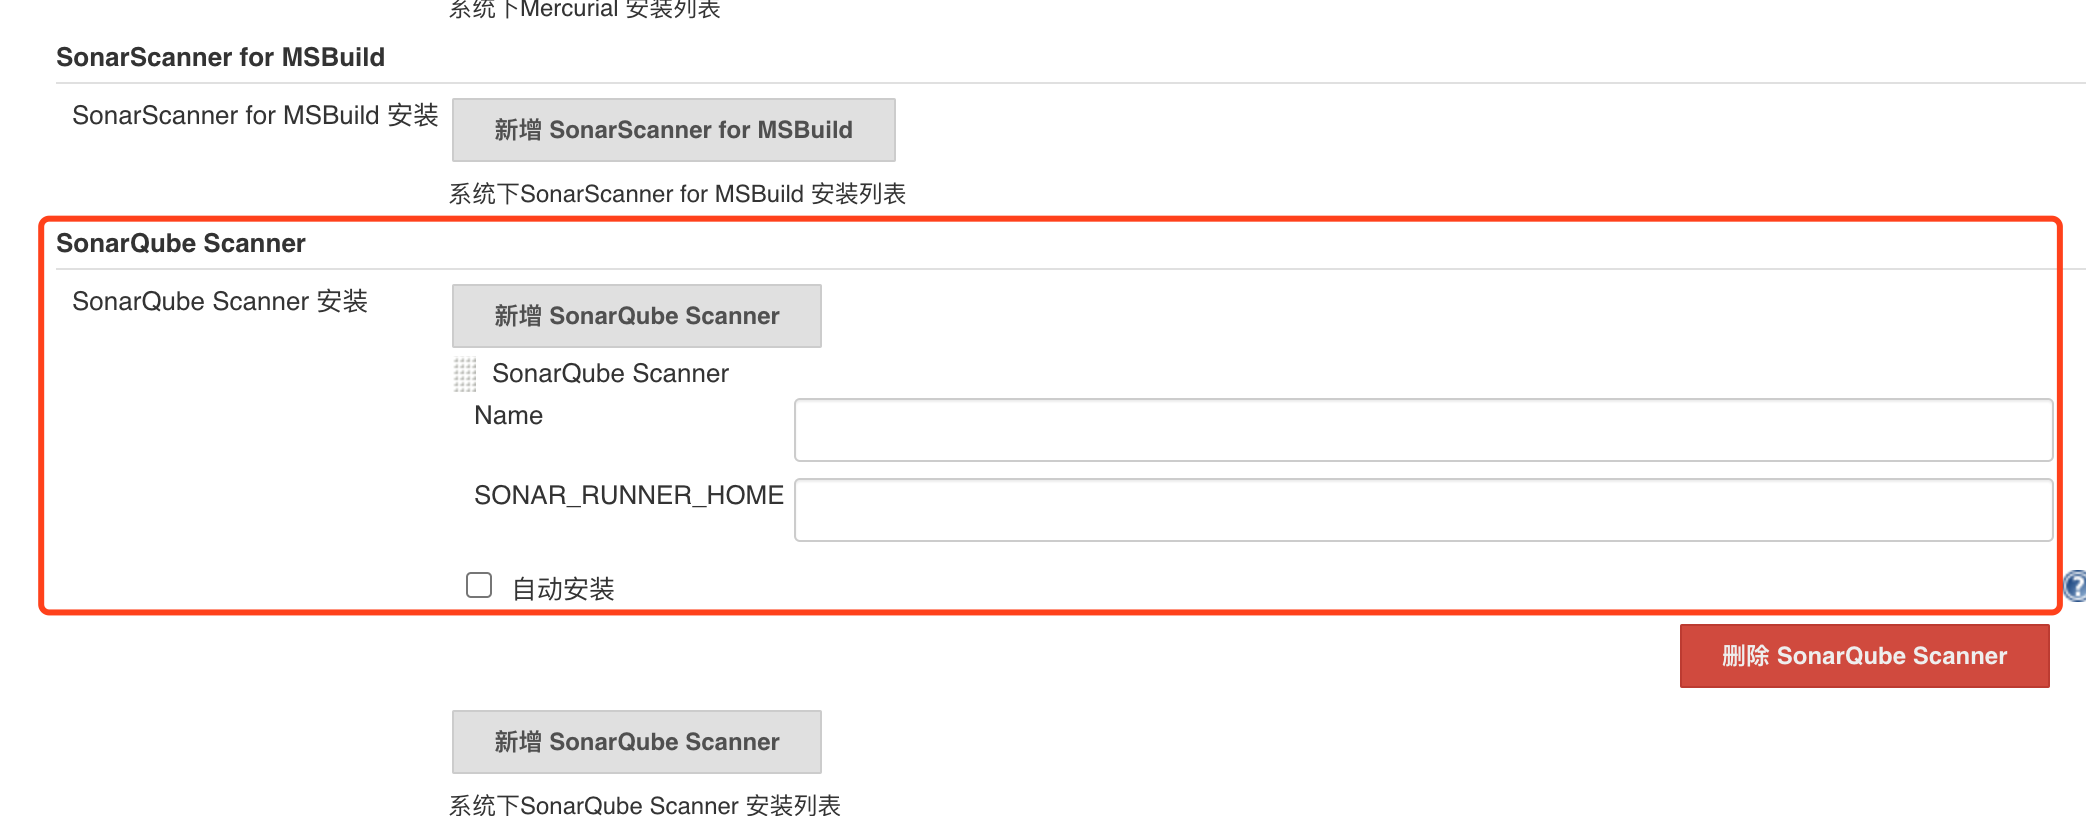 系统下Mercurial 安装列表
SonarScanner for MSBuild
SonarScanner for MSBuild 安装
新增 SonarScanner for MSBuild
系统下SonarScanner for MSBuild 安装列表
SonarQube Scanner
SonarQube Scanner 安装
新增 SonarQube Scanner
SonarQube Scanner
Name
SONAR_RUNNER_HOME
自动安装
?
删除 SonarQube Scanner
新增 SonarQube Scanner
系统下SonarQube Scanner 安装列表